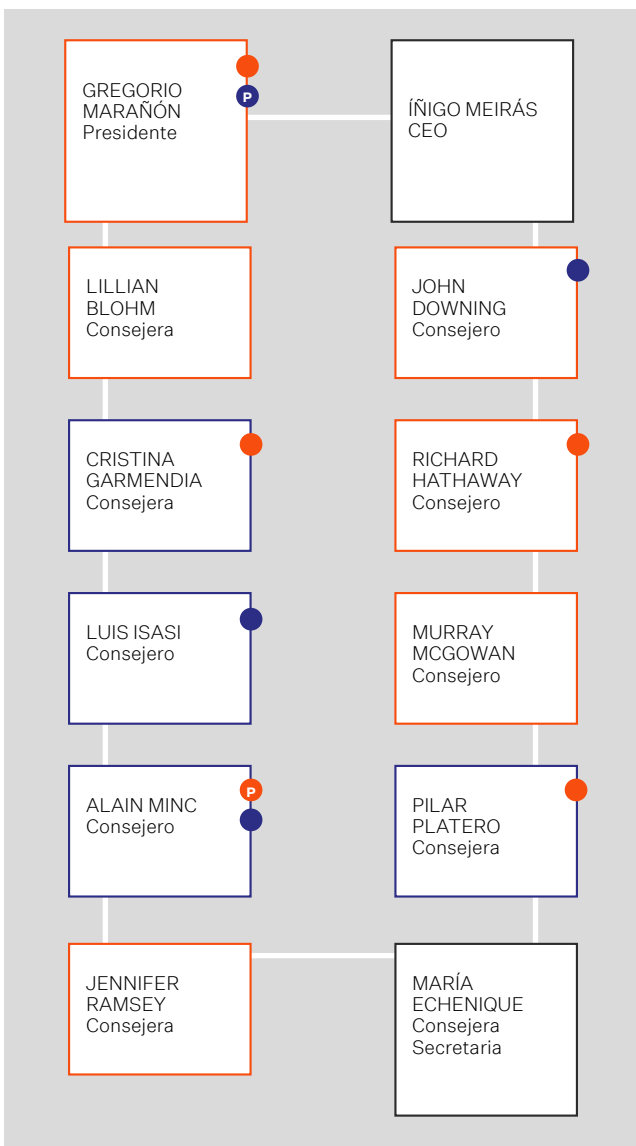 GREGORIO
MARAÑÓN
Presidente
P
ÍÑIGO MEIRÁS
CEO
LILLIAN
BLOHM
Consejera
JOHN
DOWNING
Consejero
CRISTINA
GARMENDIA
Consejera
RICHARD
HATHAWAY
Consejero
LUIS ISASI
Consejero
MURRAY
MCGOWAN
Consejero
ALAIN MINC
Consejero
P
PILAR
PLATERO
Consejera
JENNIFER
RAMSEY
Consejera
MARÍA
ECHENIQUE
Consejera
Secretaria